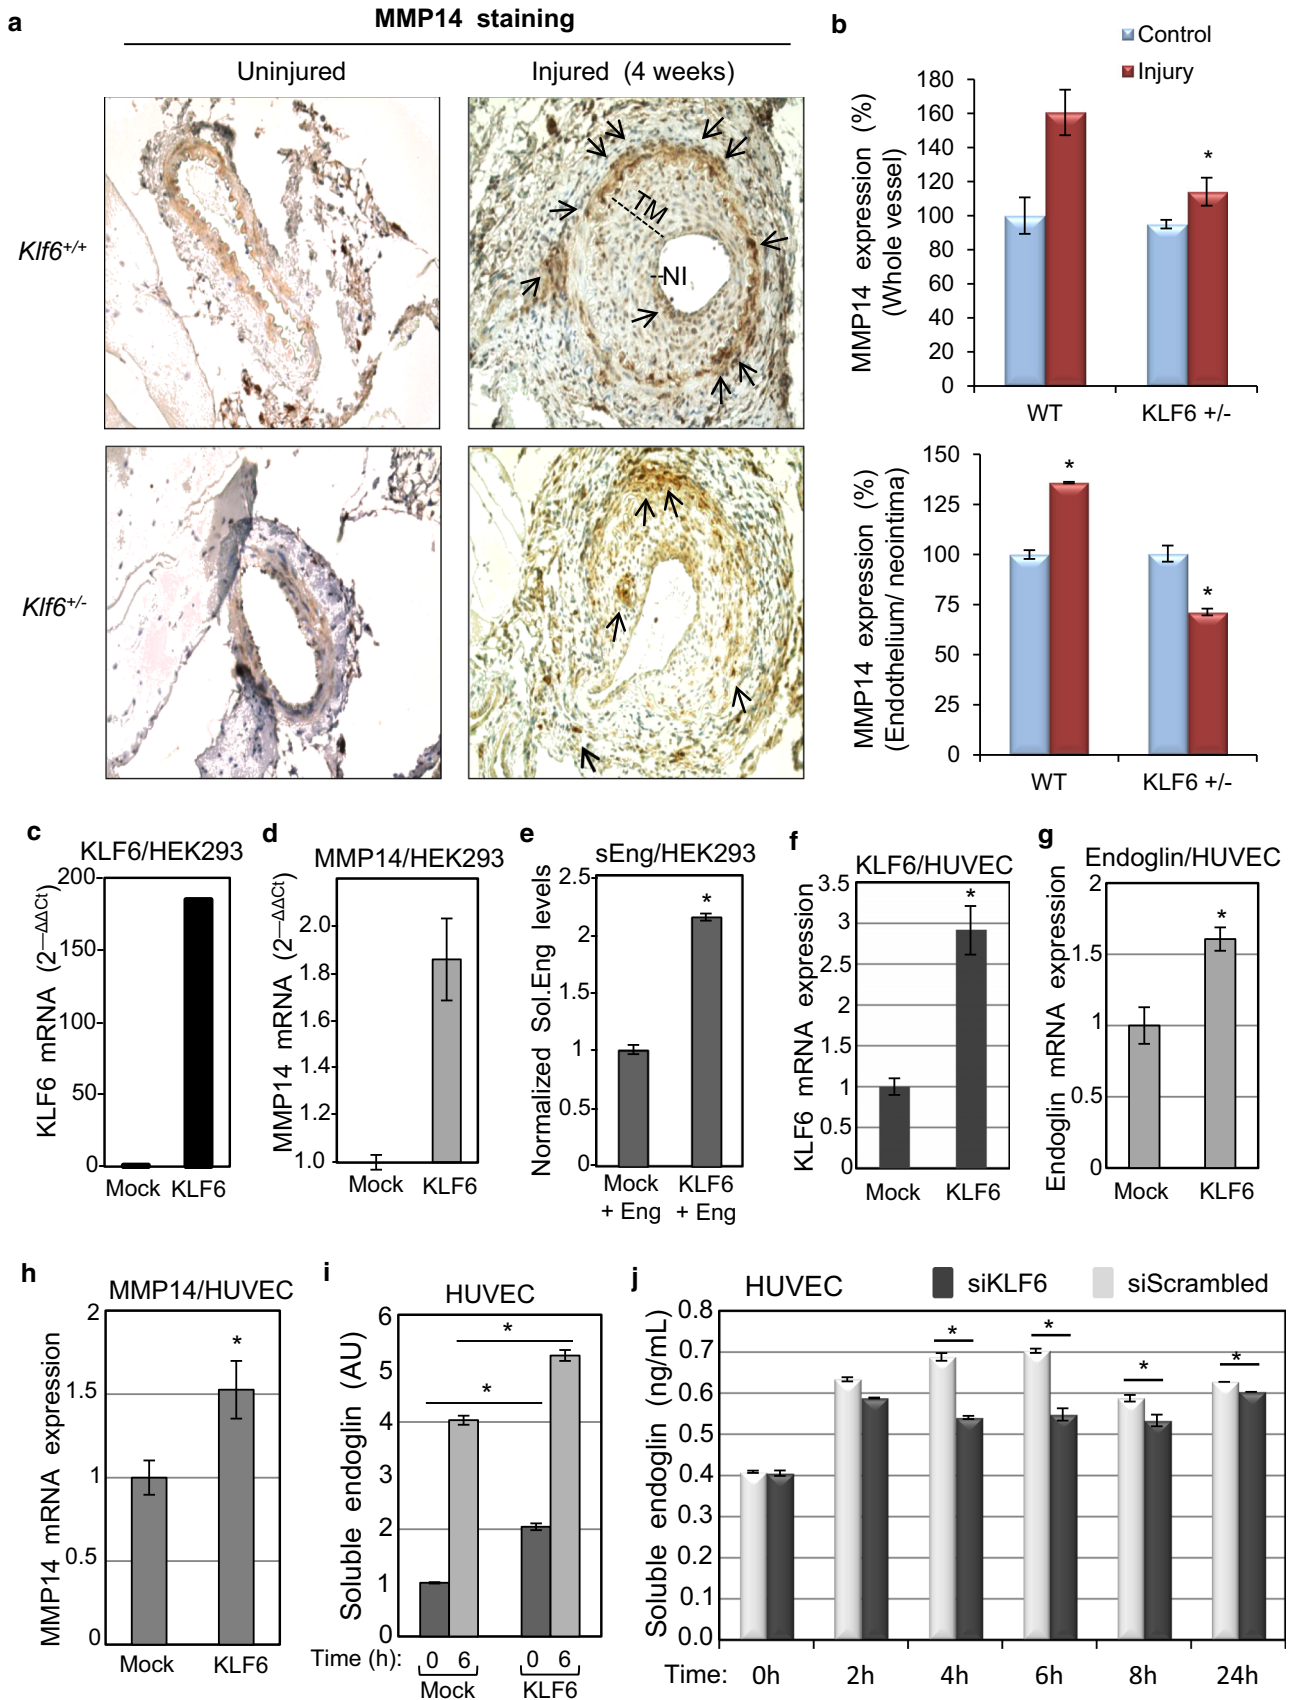 a
MMP14 staining
Uninjured
Injured (4 weeks)
Klf6+/+
TM
NI
Klf6+/-
b
Control
Injury
MMP14 expression (%)
(Whole vessel)
180
160
140
120
100
80
60
40
20
0
*
WT
KLF6 +/-
MMP14 expression (%)
(Endothelium/ neointima)
150
125
100
75
50
25
0
*
*
WT
KLF6 +/-
c
KLF6/HEK293
KLF6 mRNA (2—ΔΔCt)
200
150
100
50
0
Mock
KLF6
d
MMP14/HEK293
MMP14 mRNA (2—ΔΔCt)
2.0
1.8
1.6
1.4
1.2
1.0
Mock
KLF6
e
sEng/HEK293
Normalized Sol.Eng levels
2.5
2
1.5
1
0.5
0
*
Mock + Eng
KLF6 + Eng
f
KLF6/HUVEC
KLF6 mRNA expression
3.5
3
2.5
2
1.5
1
0.5
0
*
Mock
KLF6
g
Endoglin/HUVEC
Endoglin mRNA expression
2
1.5
1
0.5
0
*
Mock
KLF6
h
MMP14/HUVEC
MMP14 mRNA expression
2
1.5
1
0.5
0
*
Mock
KLF6
i
HUVEC
Soluble endoglin (AU)
6
5
4
3
2
1
0
*
*
Time (h): 0 6 0 6
Mock
KLF6
j
HUVEC
siKLF6
siScrambled
Soluble endoglin (ng/mL)
0.8
0.7
0.6
0.5
0.4
0.3
0.2
0.1
0.0
*
*
*
*
Time: 0h 2h 4h 6h 8h 24h